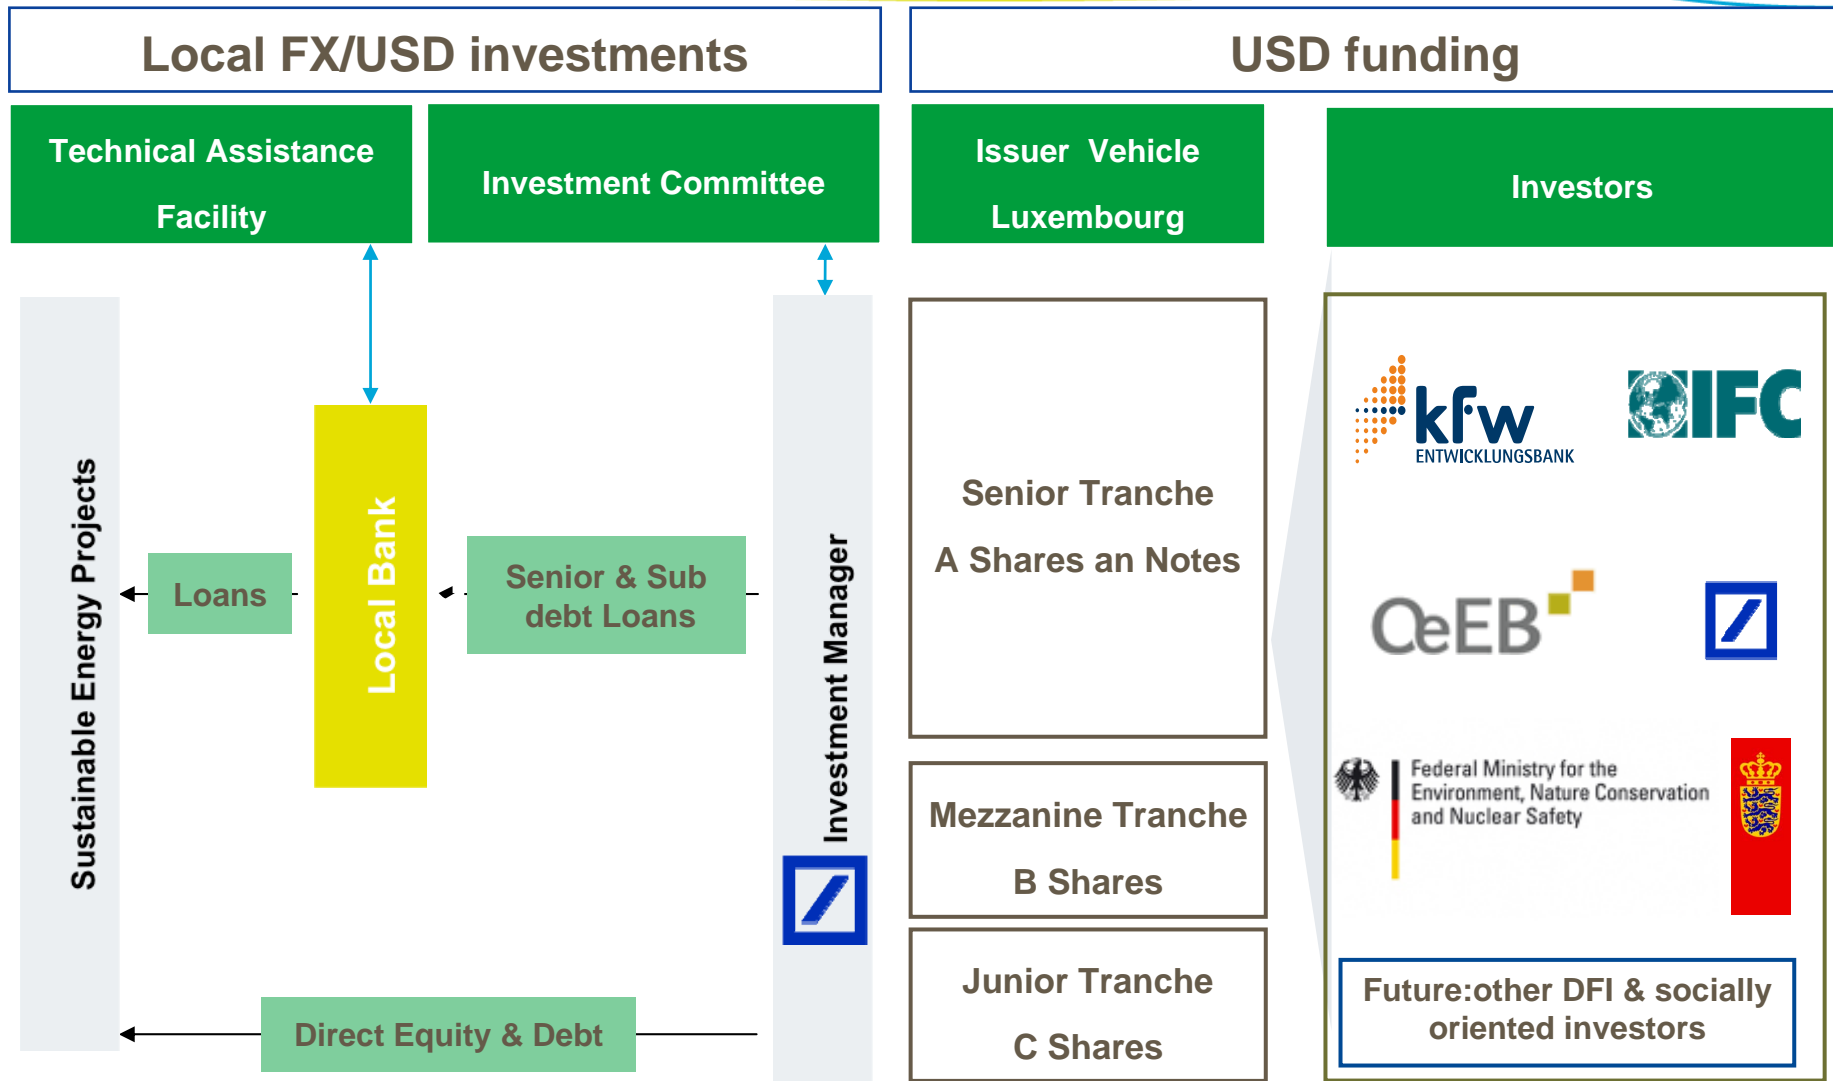 Local FX/USD investments
USD funding
Technical Assistance
Facility
Investment Committee
Issuer Vehicle
Luxembourg
Investors
Sustainable Energy Projects
Loans
Local Bank
Senior & Sub
debt Loans
Investment Manager
Direct Equity & Debt
Senior Tranche
A Shares an Notes
Mezzanine Tranche
B Shares
Junior Tranche
C Shares
kfw
ENTWICKLUNGSBANK
IFC
OeEB
Federal Ministry for the
Environment, Nature Conservation
and Nuclear Safety
Future:other DFI & socially
oriented investors